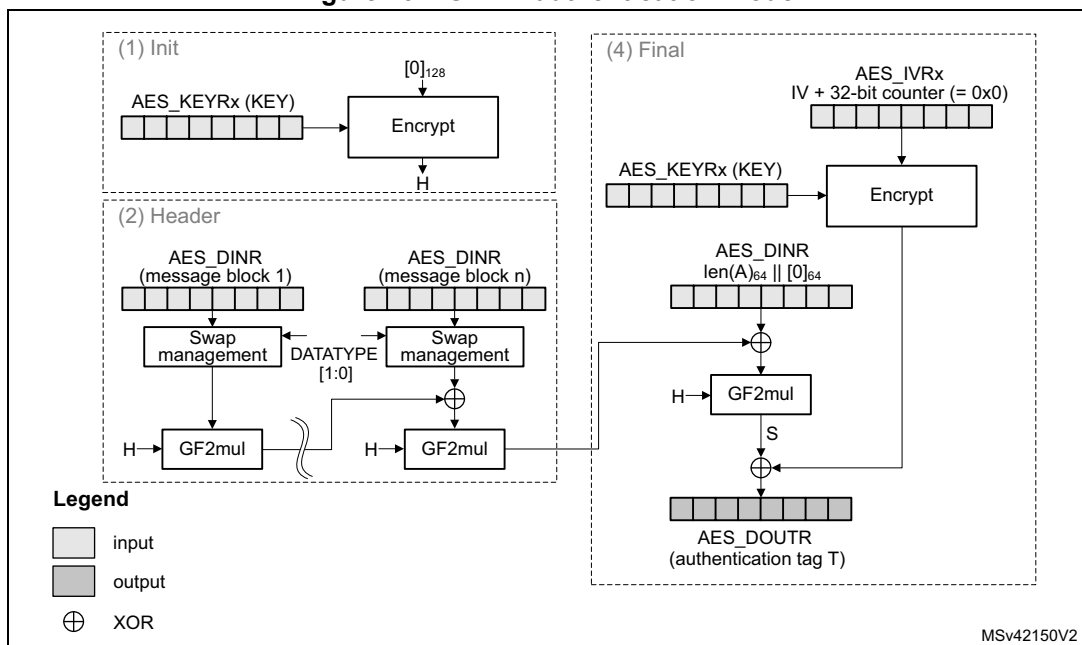 (1) Init
[0]128
AES_KEYRx (KEY)
Encrypt
H
(2) Header
AES_DINR
(message block 1)
AES_DINR
(message block n)
Swap
management
DATATYPE
[1:0]
Swap
management
H
GF2mul
H
GF2mul
(4) Final
AES_IVRx
IV + 32-bit counter (= 0x0)
AES_KEYRx (KEY)
Encrypt
AES_DINR
len(A)64 || [0]64
H
GF2mul
S
AES_DOUTR
(authentication tag T)
Legend
input
output
XOR
MSv42150V2